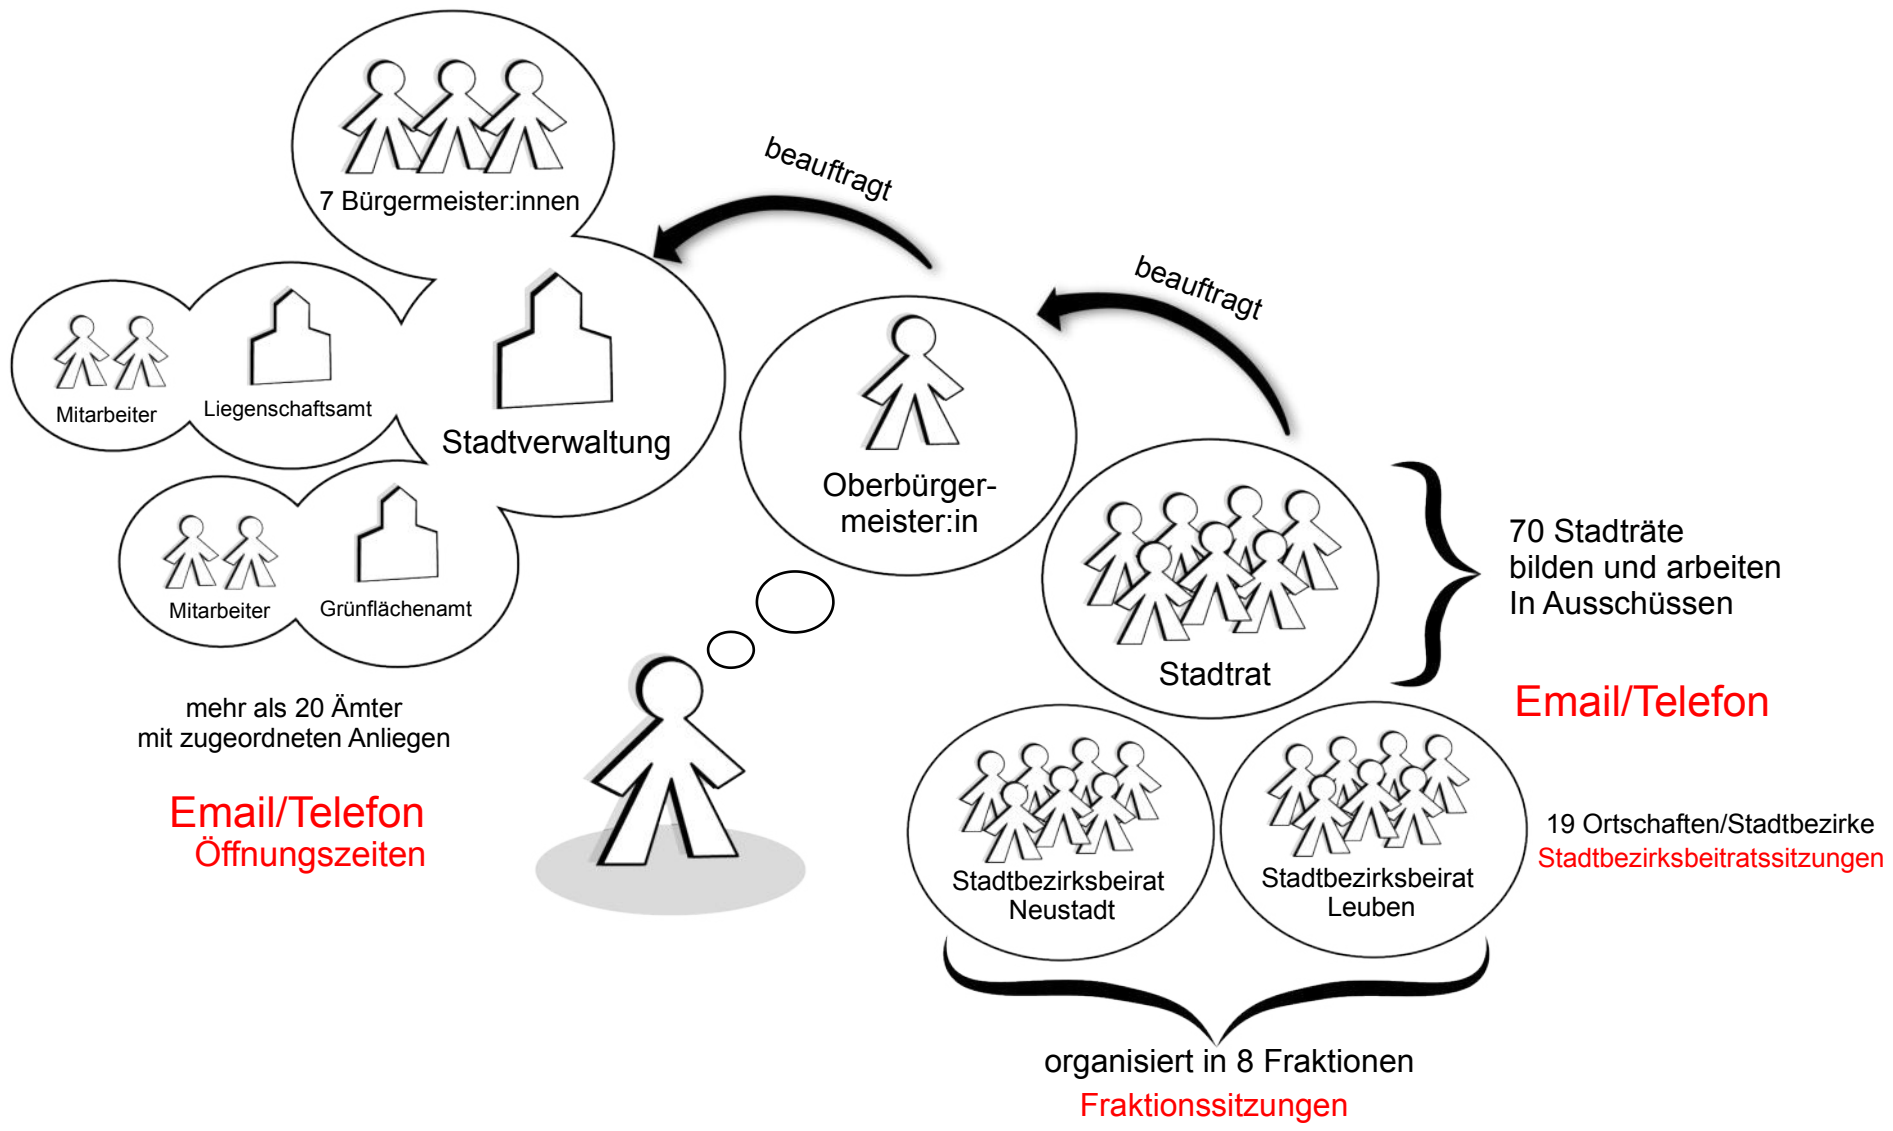 7 Bürgermeister:innen
beauftragt
beauftragt
Mitarbeiter
Liegenschaftsamt
Stadtverwaltung
Oberbürger-
meister:in
Mitarbeiter
Grünflächenamt
Stadtrat
70 Stadträte
bilden und arbeiten
In Ausschüssen
Email/Telefon
mehr als 20 Ämter
mit zugeordneten Anliegen
Email/Telefon
Öffnungszeiten
Stadtbezirksbeirat
Neustadt
Stadtbezirksbeirat
Leuben
19 Ortschaften/Stadtbezirke
Stadtbezirksbeitratssitzungen
organisiert in 8 Fraktionen
Fraktionssitzungen